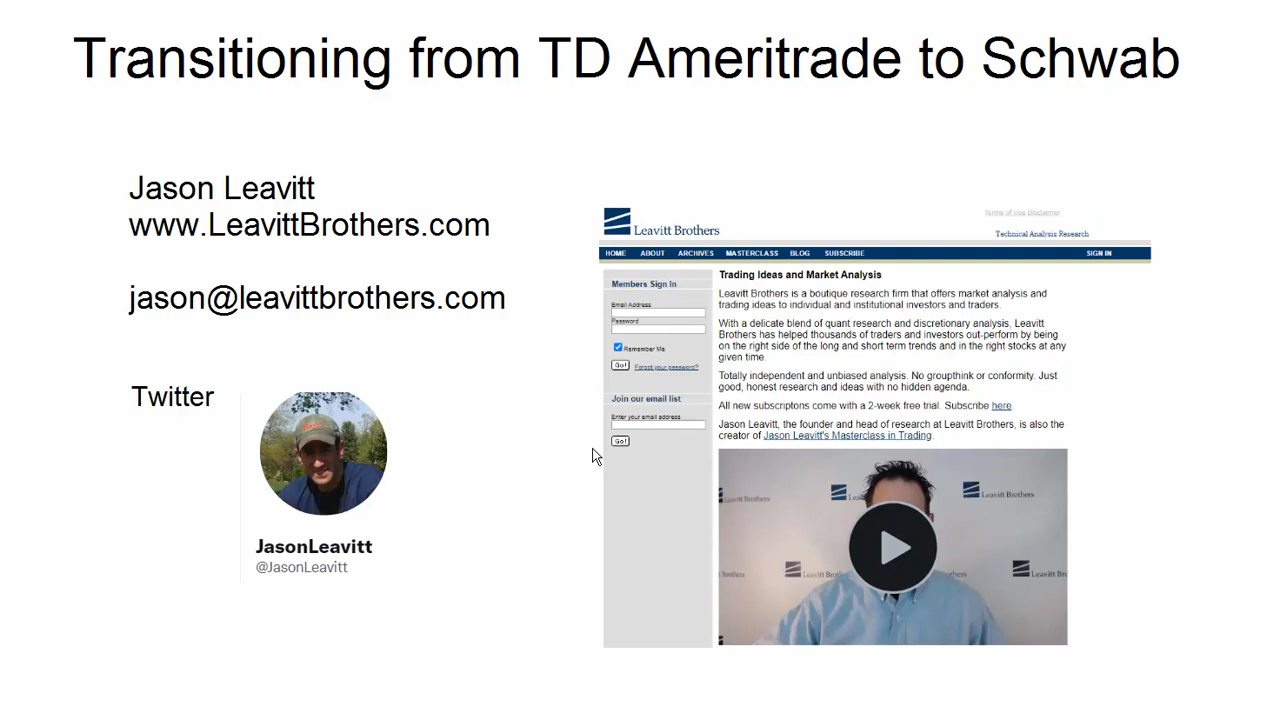 Transitioning from TD Ameritrade to Schwab
Jason Leavitt
www.LeavittBrothers.com
jason@leavittbrothers.com
Twitter
JasonLeavitt
@JasonLeavitt
Terms of Use Disclaimer
Leavitt Brothers
Technical Analysis Research
HOME ABOUT ARCHIVES MASTERCLASS BLOG SUBSCRIBE SIGN IN
Members Sign In
Email Address
Password
Remember Me
Go! Forgot your password?
Join our email list
Enter your email address
Go!
Trading Ideas and Market Analysis
Leavitt Brothers is a boutique research firm that offers market analysis and
trading ideas to individual and institutional investors and traders.
With a delicate blend of quant research and discretionary analysis, Leavitt
Brothers has helped thousands of traders and investors out-perform by being
on the right side of the long and short term trends and in the right stocks at any
given time.
Totally independent and unbiased analysis. No groupthink or conformity. Just
good, honest research and ideas with no hidden agenda.
All new subscriptons come with a 2-week free trial. Subscribe here
Jason Leavitt, the founder and head of research at Leavitt Brothers, is also the
creator of Jason Leavitt's Masterclass in Trading.
Leavitt Brothers
Leavitt Brothers